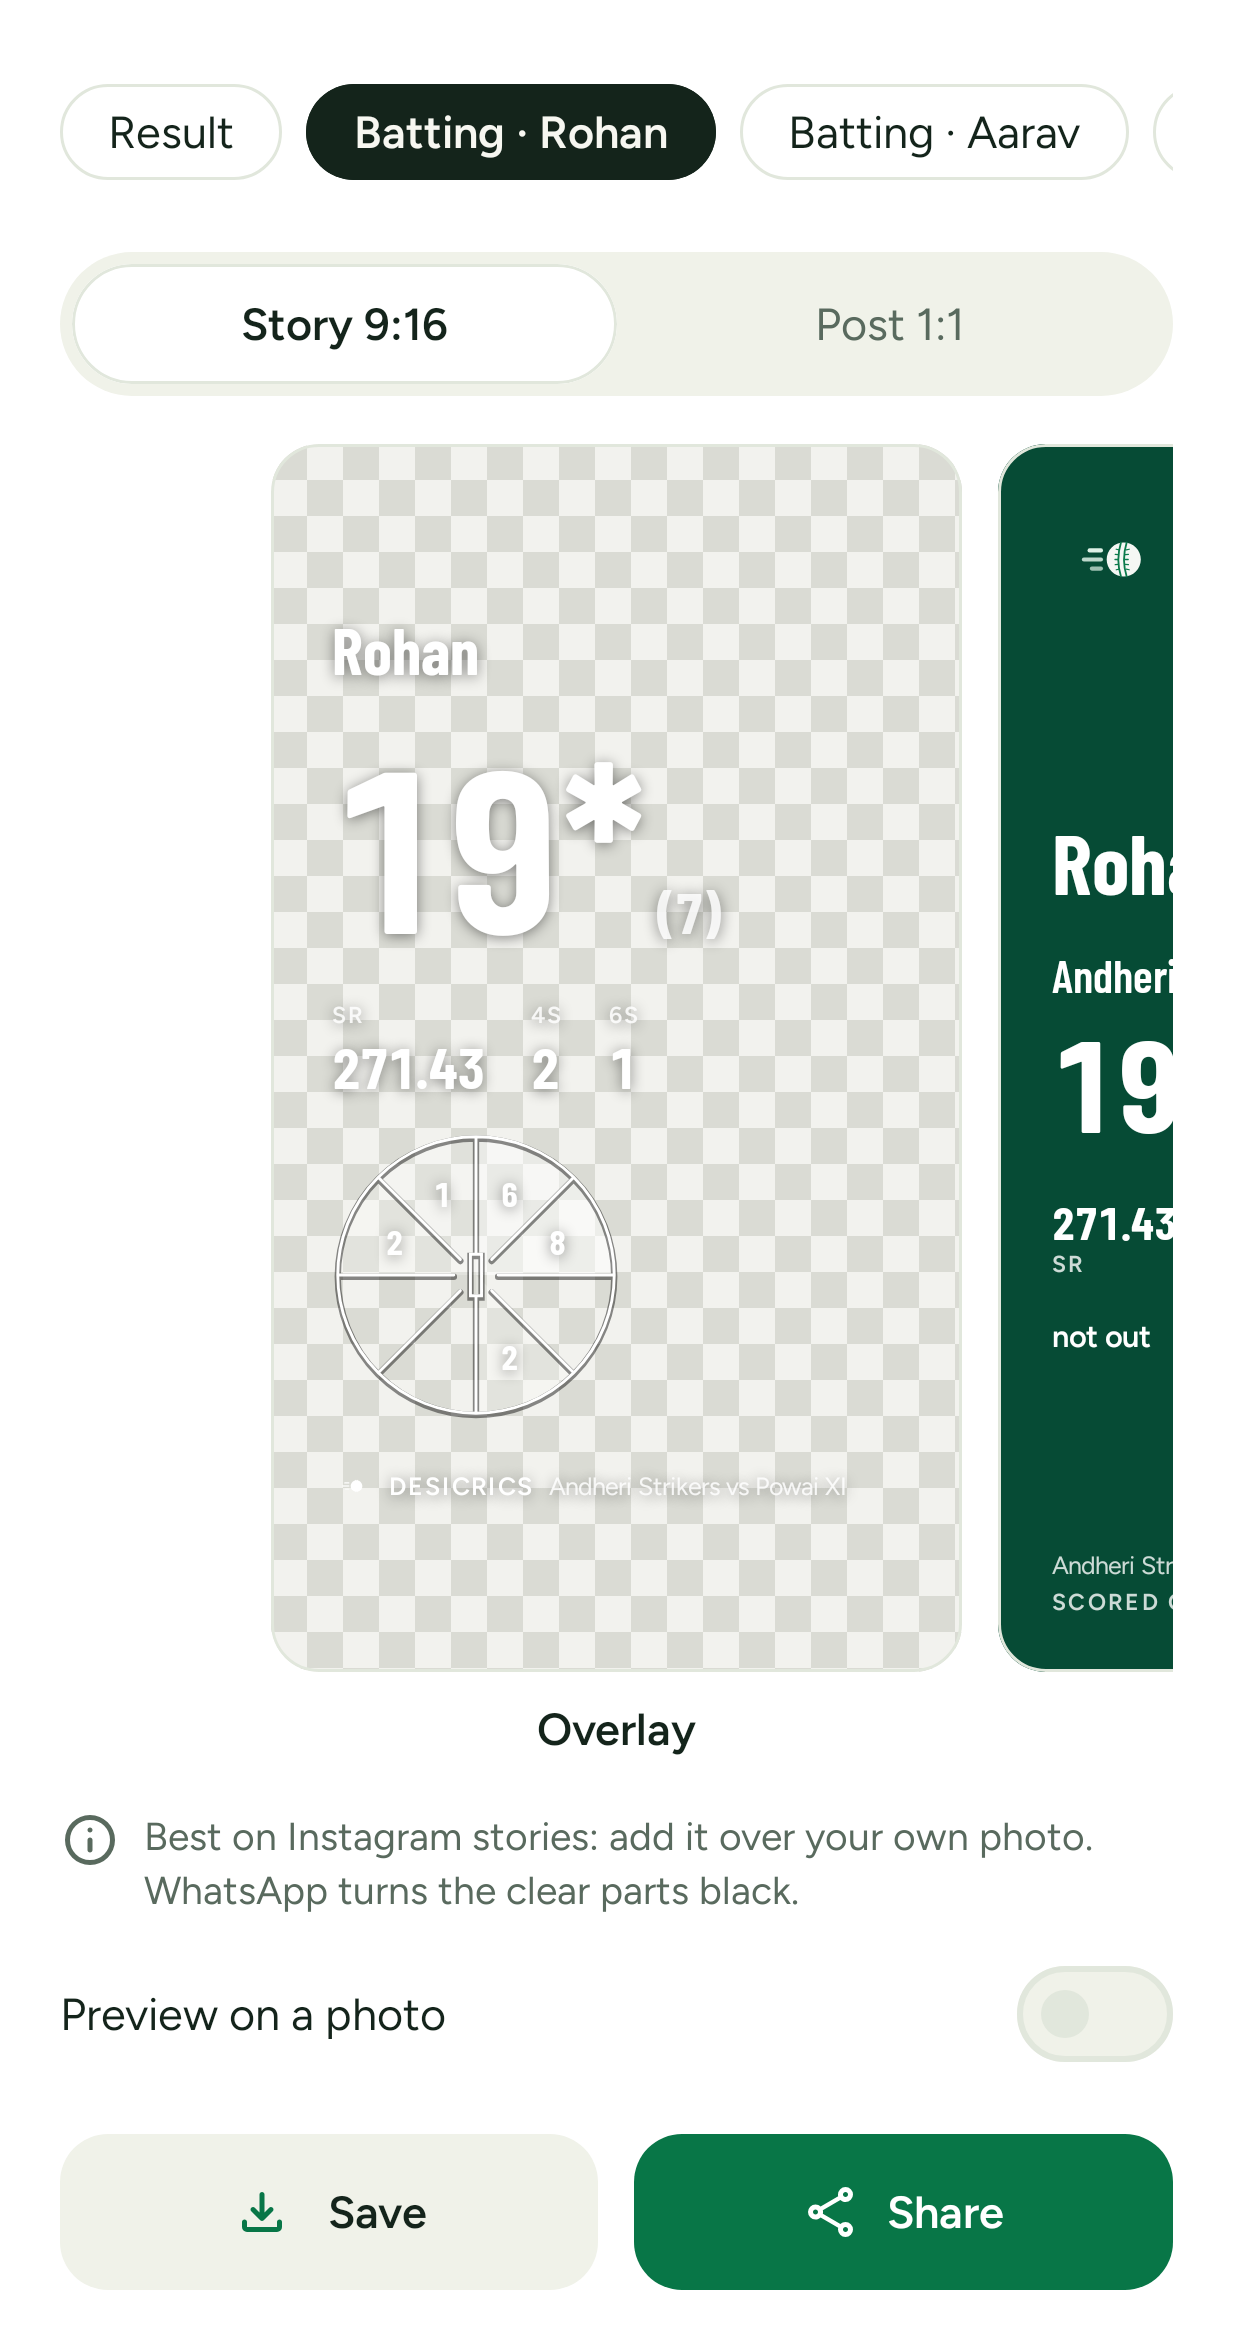 Result
Batting · Rohan
Batting · Aarav
Story 9:16
Post 1:1
Rohan
19*
(7)
SR 4S 6S
271.43 2 1
1 6
2 8
2
DESICRICS Andheri Strikers vs Powai XI
Andheri
19
271.43
SR
not out
SCORED
Overlay
Best on Instagram stories: add it over your own photo.
WhatsApp turns the clear parts black.
Preview on a photo
Save
Share